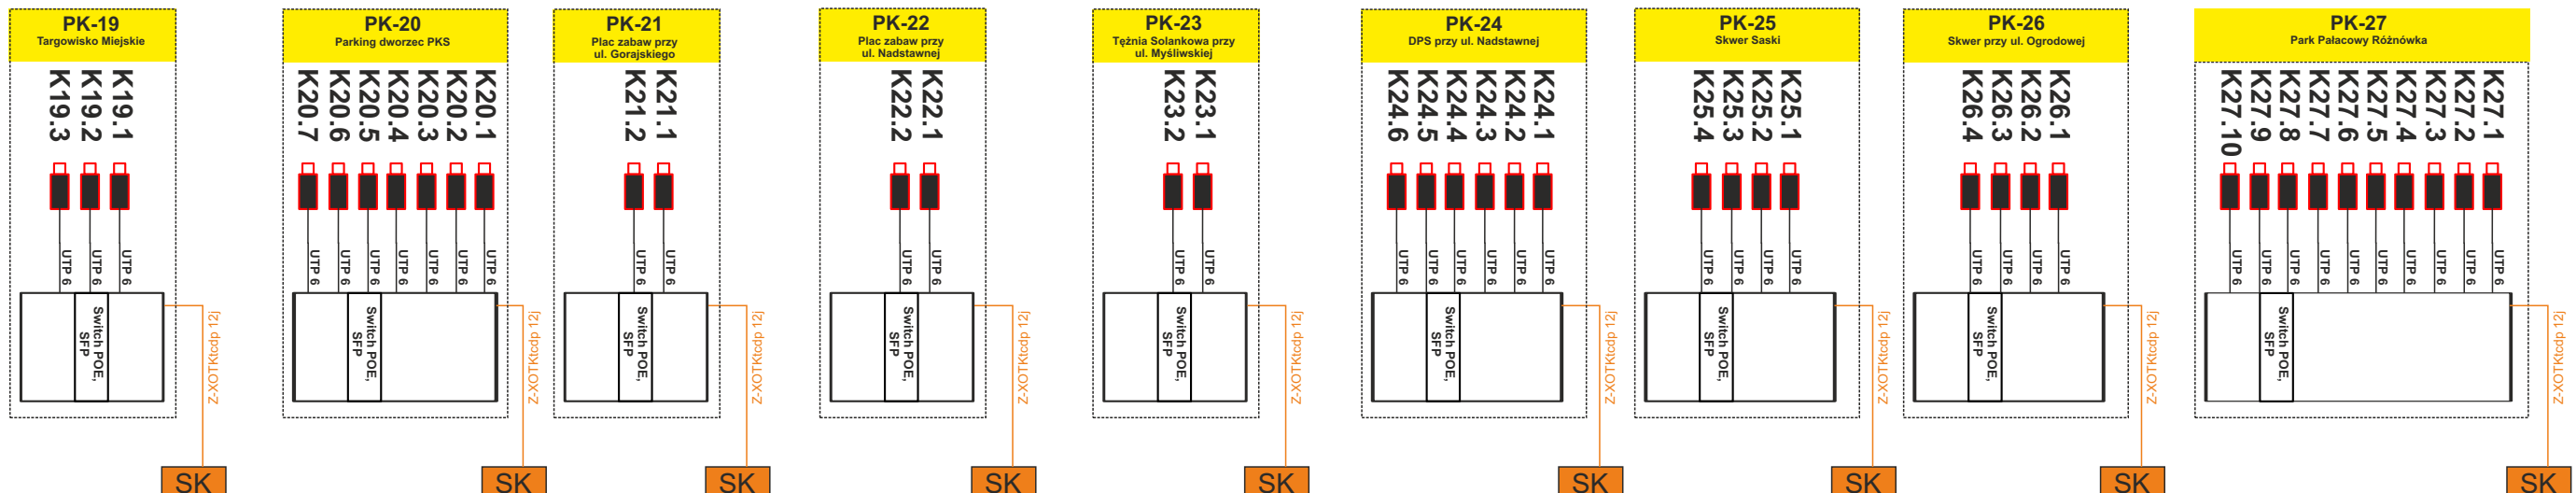 PK-19
Targowisko Miejskie
K19.3
K19.2
K19.1
UTP 6
UTP 6
UTP 6
Switch POE,
SFP
Z-XOTKtcdp 12j
SK
PK-20
Parking dworzec PKS
K20.7
K20.6
K20.5
K20.4
K20.3
K20.2
K20.1
UTP 6
UTP 6
UTP 6
UTP 6
UTP 6
UTP 6
UTP 6
Switch POE,
SFP
Z-XOTKtcdp 12j
SK
PK-21
Plac zabaw przy
ul. Gorajskiego
K21.2
K21.1
UTP 6
UTP 6
Switch POE,
SFP
Z-XOTKtcdp 12j
SK
PK-22
Plac zabaw przy
ul. Nadstawnej
K22.2
K22.1
UTP 6
UTP 6
Switch POE,
SFP
Z-XOTKtcdp 12j
SK
PK-23
Tężnia Solankowa przy
ul. Myśliwskiej
K23.2
K23.1
UTP 6
UTP 6
Switch POE,
SFP
Z-XOTKtcdp 12j
SK
PK-24
DPS przy ul. Nadstawnej
K24.6
K24.5
K24.4
K24.3
K24.2
K24.1
UTP 6
UTP 6
UTP 6
UTP 6
UTP 6
UTP 6
Switch POE,
SFP
Z-XOTKtcdp 12j
SK
PK-25
Skwer Saski
K25.4
K25.3
K25.2
K25.1
UTP 6
UTP 6
UTP 6
UTP 6
Switch POE,
SFP
Z-XOTKtcdp 12j
SK
PK-26
Skwer przy ul. Ogrodowej
K26.4
K26.3
K26.2
K26.1
UTP 6
UTP 6
UTP 6
UTP 6
Switch POE,
SFP
Z-XOTKtcdp 12j
SK
PK-27
Park Pałacowy Różnówka
K27.10
K27.9
K27.8
K27.7
K27.6
K27.5
K27.4
K27.3
K27.2
K27.1
UTP 6
UTP 6
UTP 6
UTP 6
UTP 6
UTP 6
UTP 6
UTP 6
UTP 6
UTP 6
Switch POE,
SFP
Z-XOTKtcdp 12j
SK